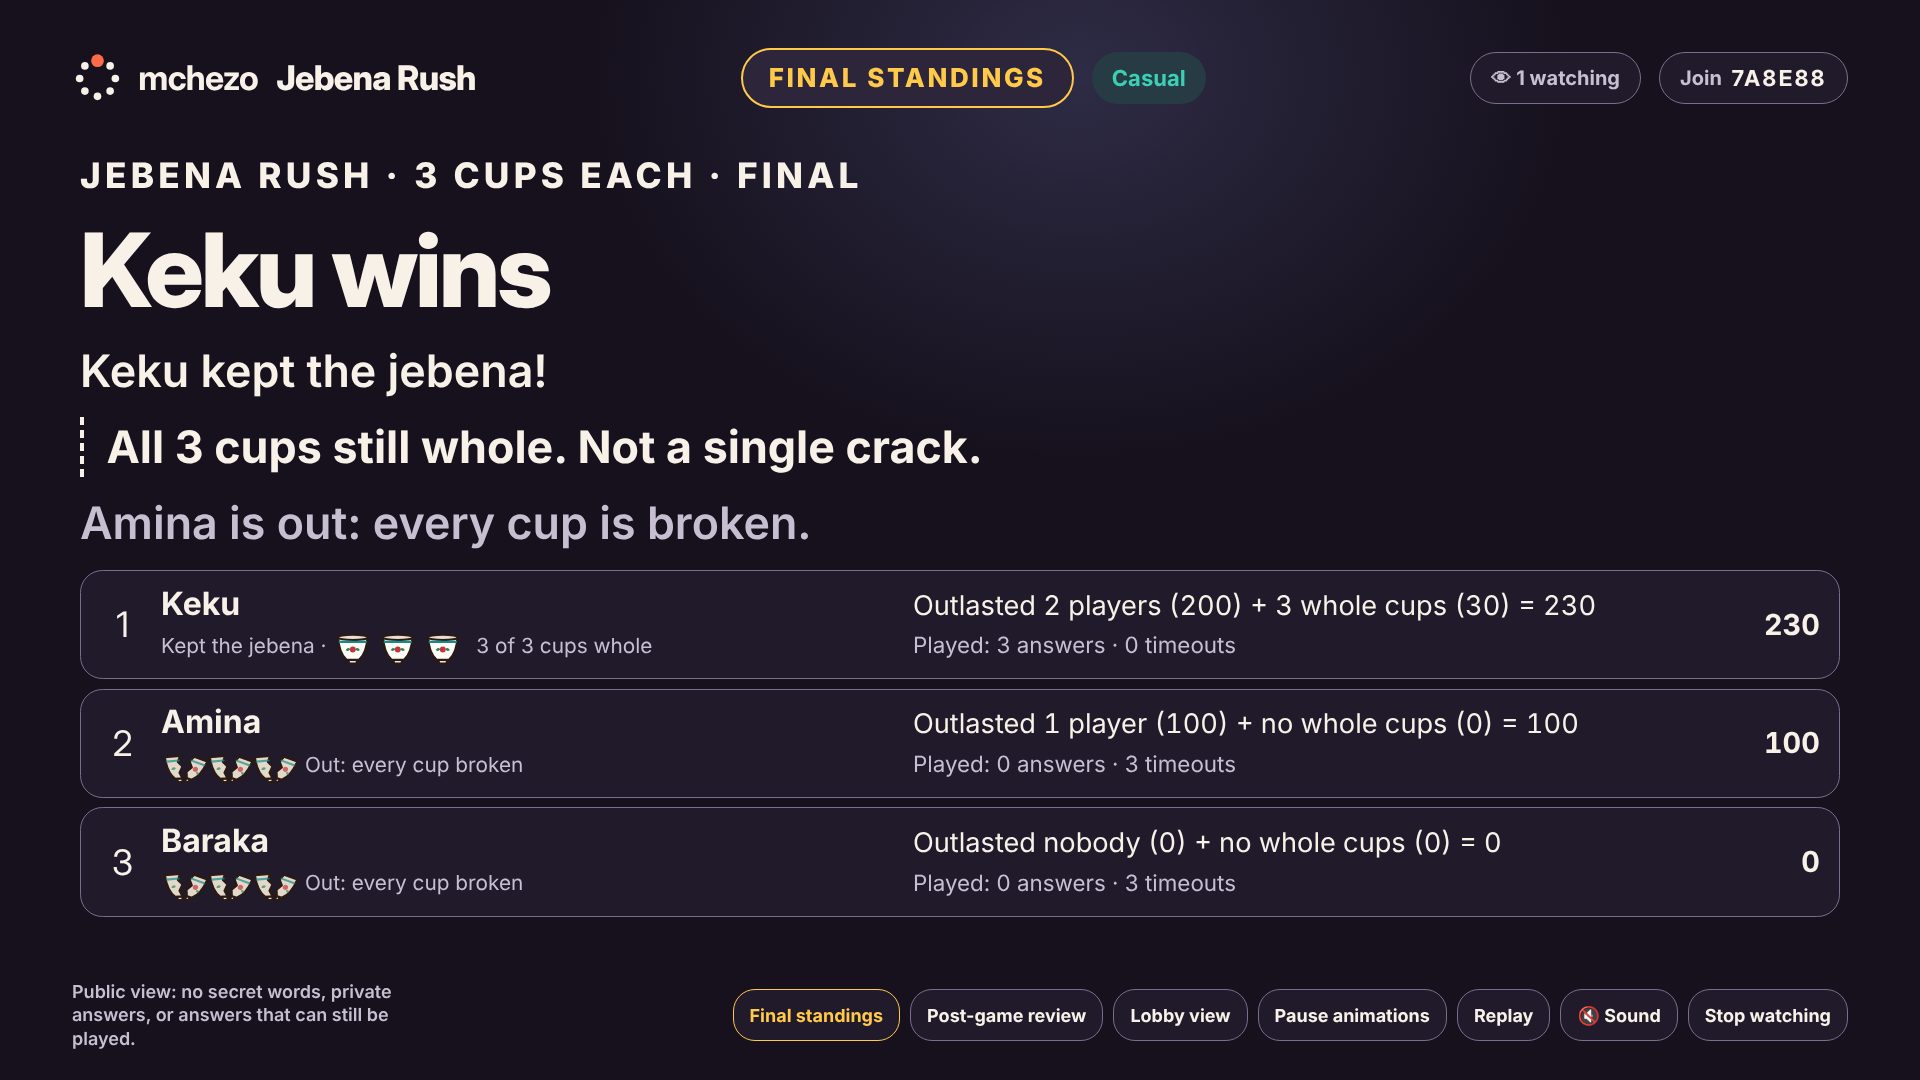 mchezo Jebena Rush
FINAL STANDINGS
Casual
1 watching
Join 7A8E88
JEBENA RUSH · 3 CUPS EACH · FINAL
Keku wins
Keku kept the jebena!
All 3 cups still whole. Not a single crack.
Amina is out: every cup is broken.
1
Keku
Kept the jebena · 3 of 3 cups whole
Outlasted 2 players (200) + 3 whole cups (30) = 230
Played: 3 answers · 0 timeouts
230
2
Amina
Out: every cup broken
Outlasted 1 player (100) + no whole cups (0) = 100
Played: 0 answers · 3 timeouts
100
3
Baraka
Out: every cup broken
Outlasted nobody (0) + no whole cups (0) = 0
Played: 0 answers · 3 timeouts
0
Public view: no secret words, private
answers, or answers that can still be
played.
Final standings
Post-game review
Lobby view
Pause animations
Replay
Sound
Stop watching